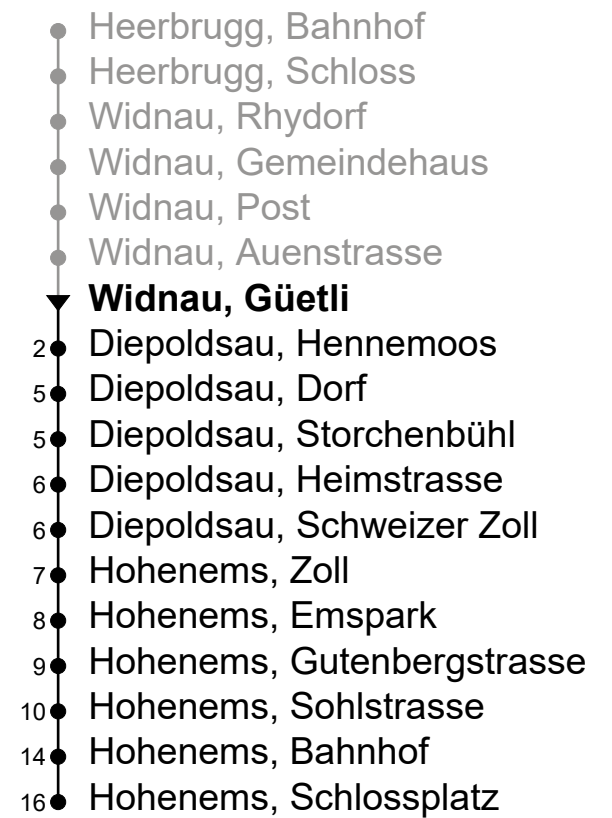 Heerbrugg, Bahnhof
Heerbrugg, Schloss
Widnau, Rhydorf
Widnau, Gemeindehaus
Widnau, Post
Widnau, Auenstrasse
Widnau, Güetli
2 Diepoldsau, Hennemoos
5 Diepoldsau, Dorf
5 Diepoldsau, Storchenbühl
6 Diepoldsau, Heimstrasse
6 Diepoldsau, Schweizer Zoll
7 Hohenems, Zoll
8 Hohenems, Emspark
9 Hohenems, Gutenbergstrasse
10 Hohenems, Sohlstrasse
14 Hohenems, Bahnhof
16 Hohenems, Schlossplatz